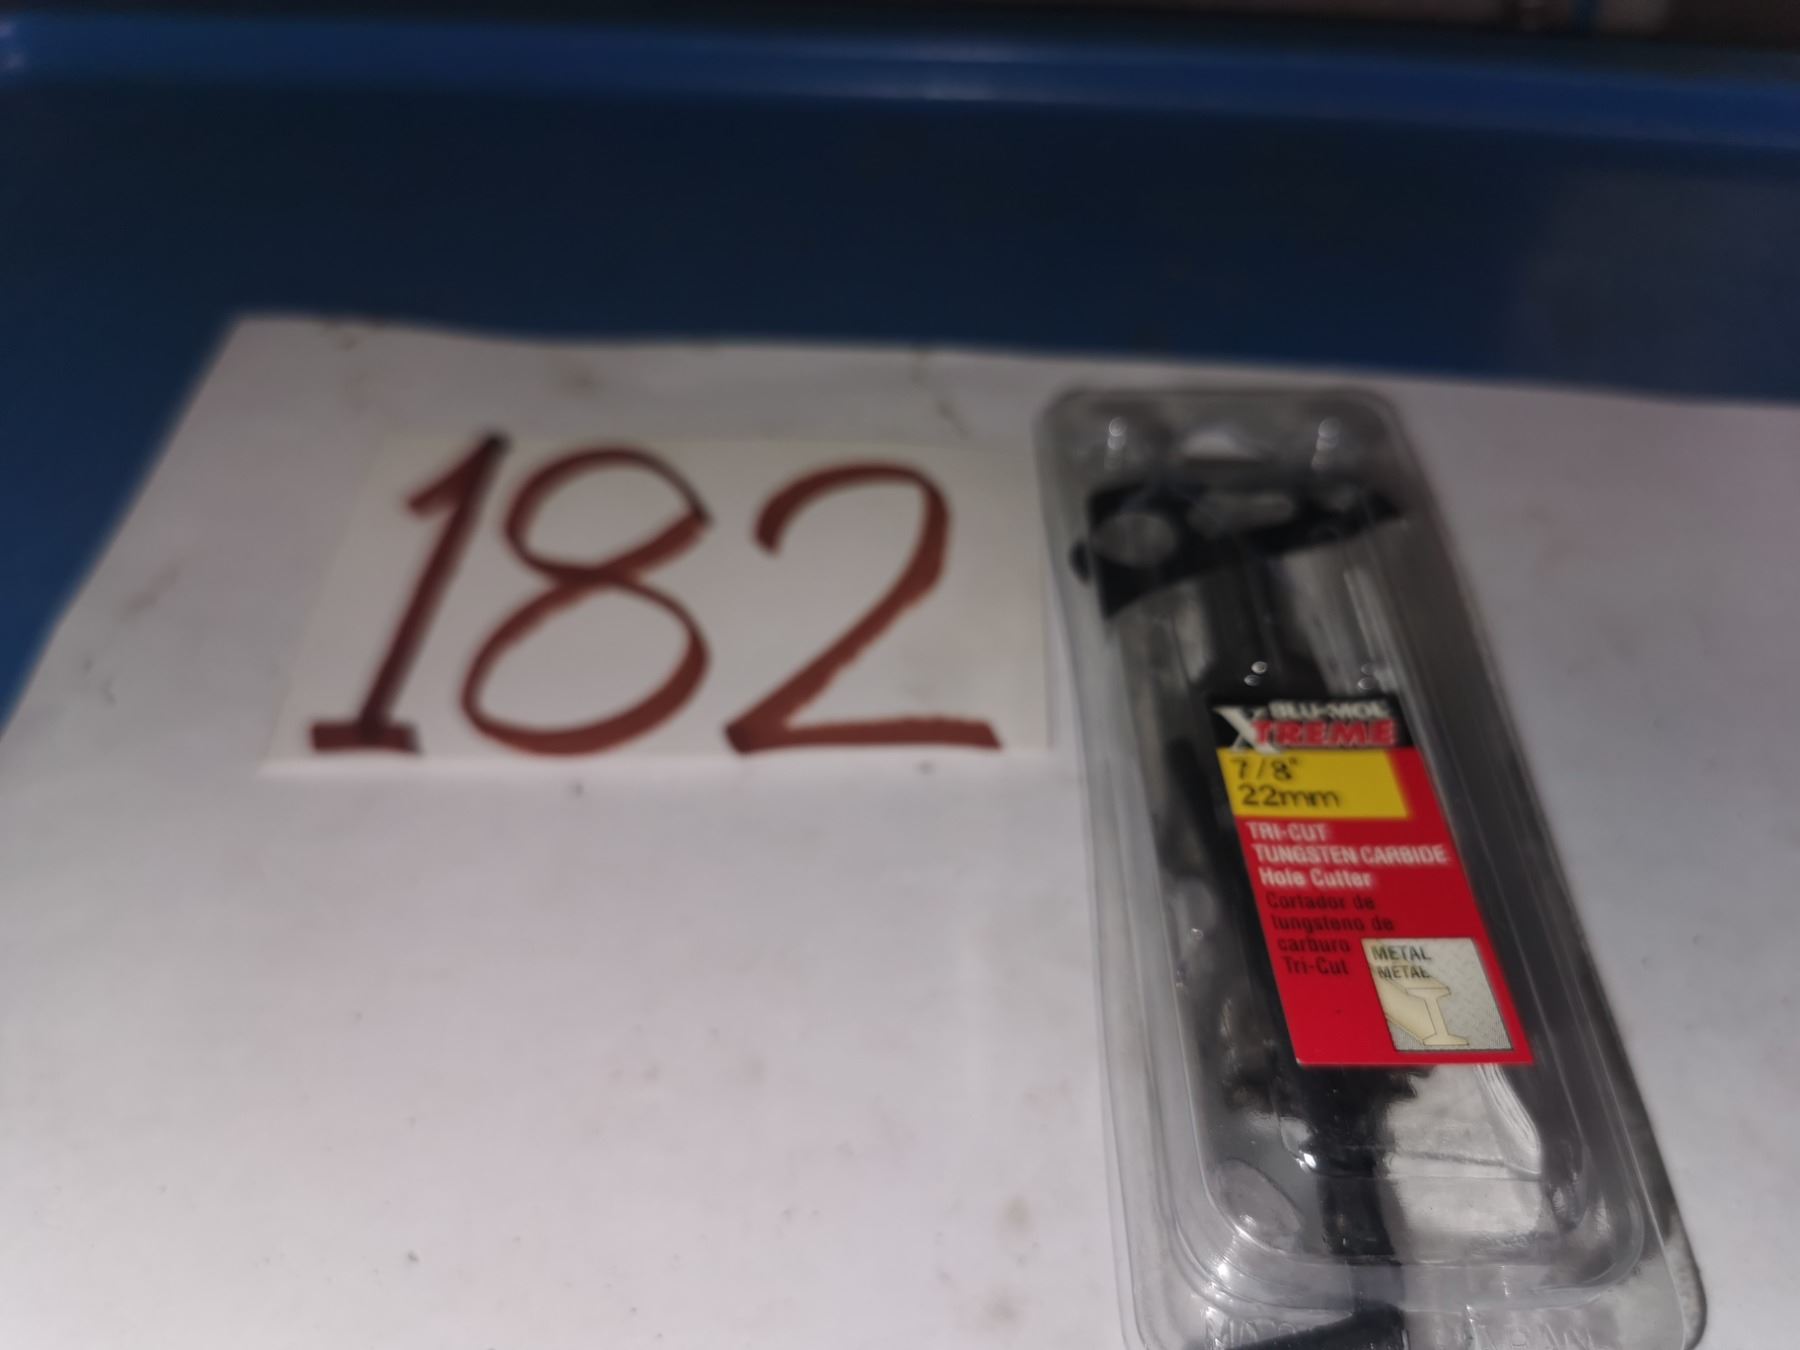 182
BLU-MOL
XTREME
7/8"
22mm
TRI-CUT
TUNGSTEN CARBIDE
Hole Cutter
Cortador de
tungsteno de
carburo
Tri-Cut
METAL
METAL